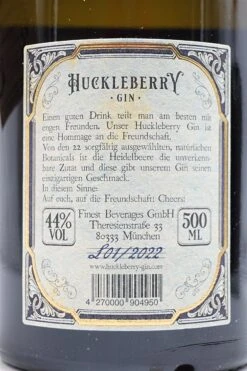 HUCKLEBERRY
· GIN ·
Einen guten Drink teilt man am besten mit
engen Freunden. Unser Huckleberry Gin ist
eine Hommage an die Freundschaft.
Von den 22 sorgfältig ausgewählten, natürlichen
Botanicals ist die Heidelbeere die unverkenn-
bare Zutat und diese gibt unserem Gin seinen
einzigartigen Geschmack.
In diesem Sinne:
Auf euch, auf die Freundschaft: Cheers!
44%
VOL
Finest Beverages GmbH
Theresienstraße 33
80333 München
500
ML
L01/2022
www.huckleberry-gin.com
4 270000 904950